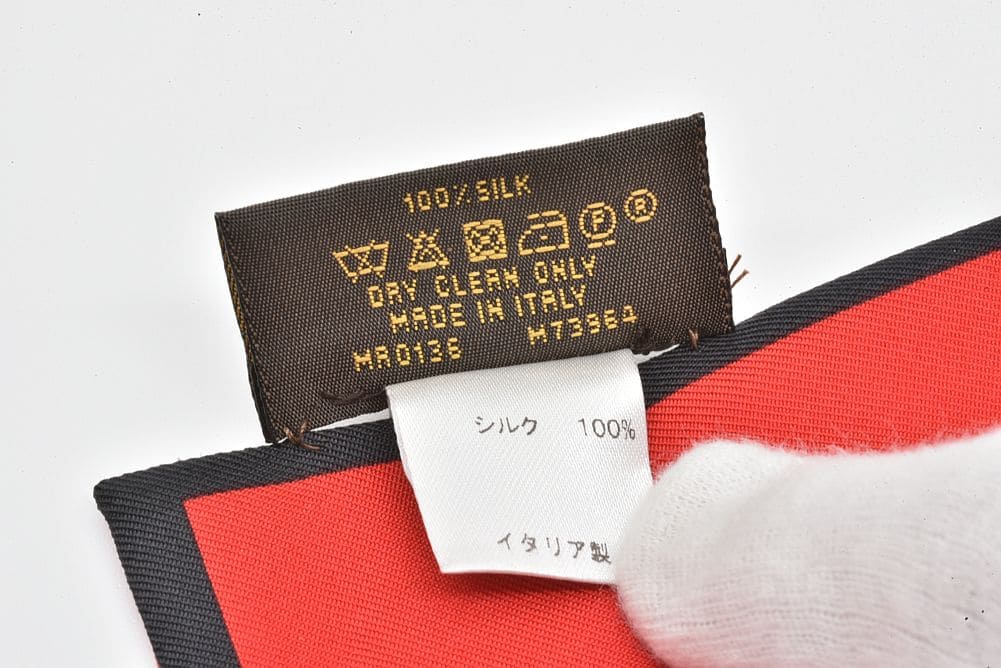 100% SILK
P R
DRY CLEAN ONLY
MADE IN ITALY
MR0136 M73964
シルク 100%
イタリア製